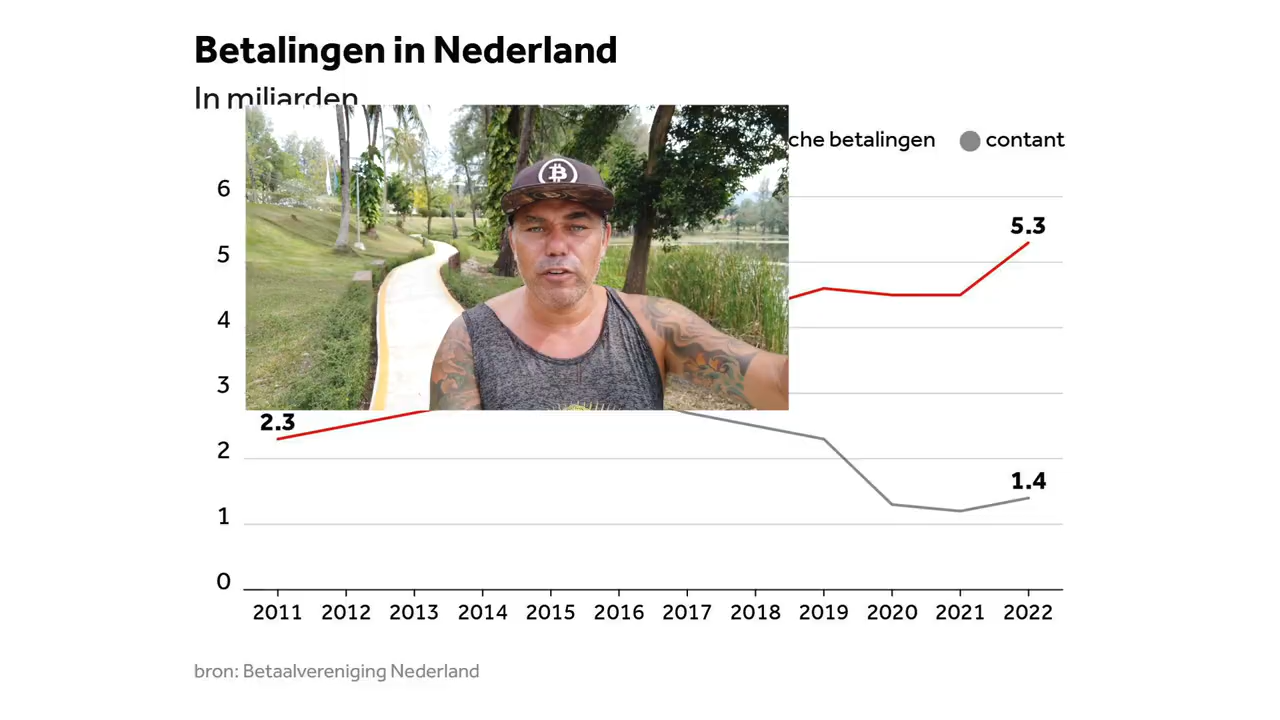 Betalingen in Nederland
In miljarden
che betalingen
contant
6
5.3
5
4
3
2.3
2
1.4
1
0
2011 2012 2013 2014 2015 2016 2017 2018 2019 2020 2021 2022
bron: Betaalvereniging Nederland